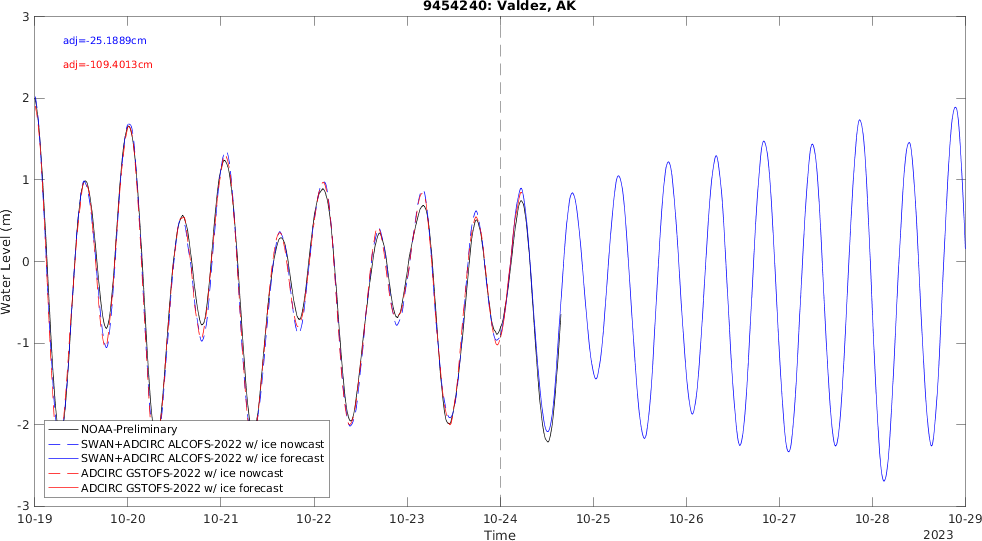 9454240: Valdez, AK
adj=-25.1889cm
adj=-109.4013cm
Water Level (m)
3
2
1
0
-1
-2
-3
NOAA-Preliminary
SWAN+ADCIRC ALCOFS-2022 w/ ice nowcast
SWAN+ADCIRC ALCOFS-2022 w/ ice forecast
ADCIRC GSTOFS-2022 w/ ice nowcast
ADCIRC GSTOFS-2022 w/ ice forecast
10-19 10-20 10-21 10-22 10-23 10-24 10-25 10-26 10-27 10-28 10-29
Time
2023